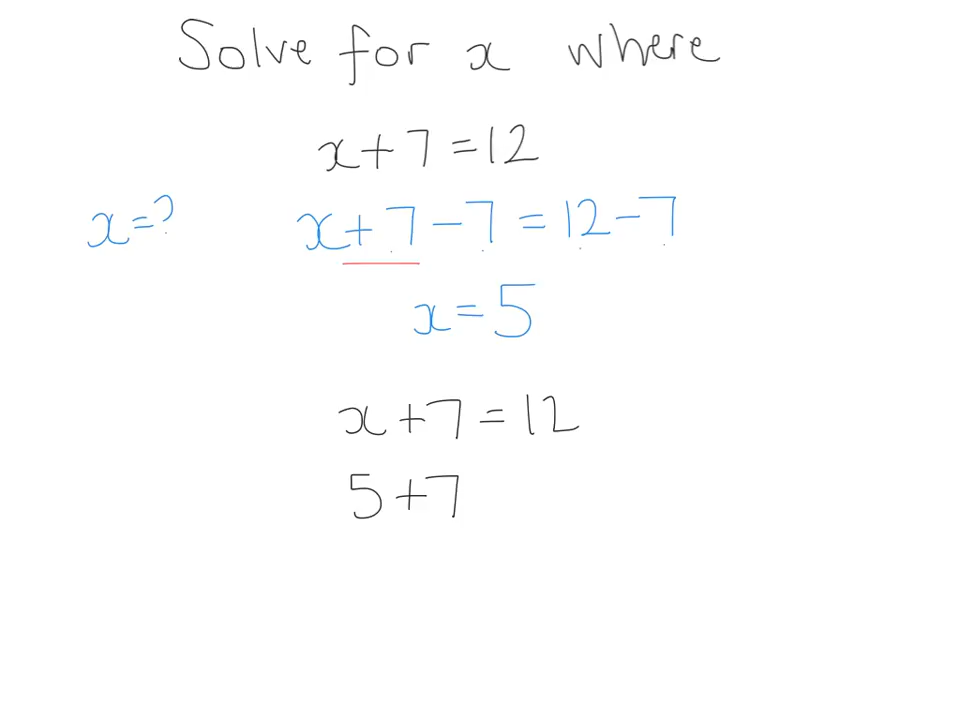 Solve for x where
x+7=12
x=? x+7-7=12-7
x=5
x+7=12
5+7